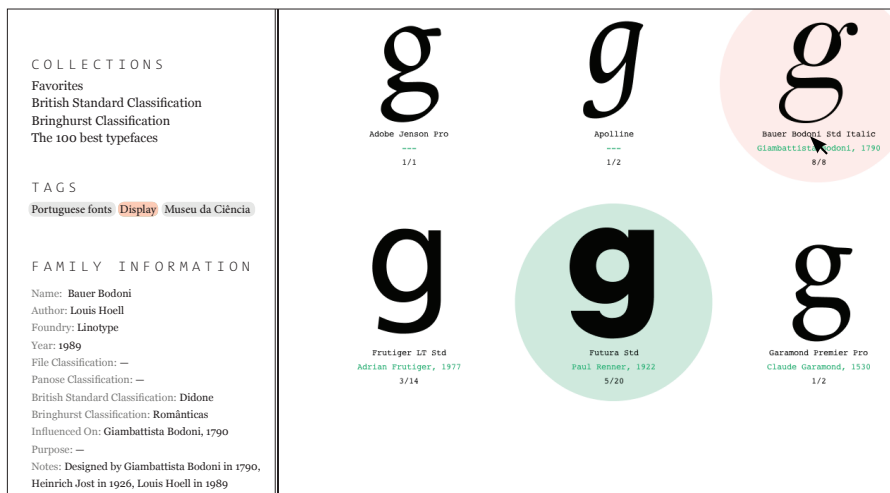 COLLECTIONS
Favorites
British Standard Classification
Bringhurst Classification
The 100 best typefaces
TAGS
Portuguese fonts Display Museu da Ciência
FAMILY INFORMATION
Name: Bauer Bodoni
Author: Louis Hoell
Foundry: Linotype
Year: 1989
File Classification: —
Panose Classification: —
British Standard Classification: Didone
Bringhurst Classification: Românticas
Influenced On: Giambattista Bodoni, 1790
Purpose: —
Notes: Designed by Giambattista Bodoni in 1790,
Heinrich Jost in 1926, Louis Hoell in 1989
g g g
Adobe Jenson Pro Apolline Bauer Bodoni Std Italic
--- --- Giambattista Bodoni, 1790
1/1 1/2 8/8
g g g
Frutiger LT Std Futura Std Garamond Premier Pro
Adrian Frutiger, 1977 Paul Renner, 1922 Claude Garamond, 1530
3/14 5/20 1/2